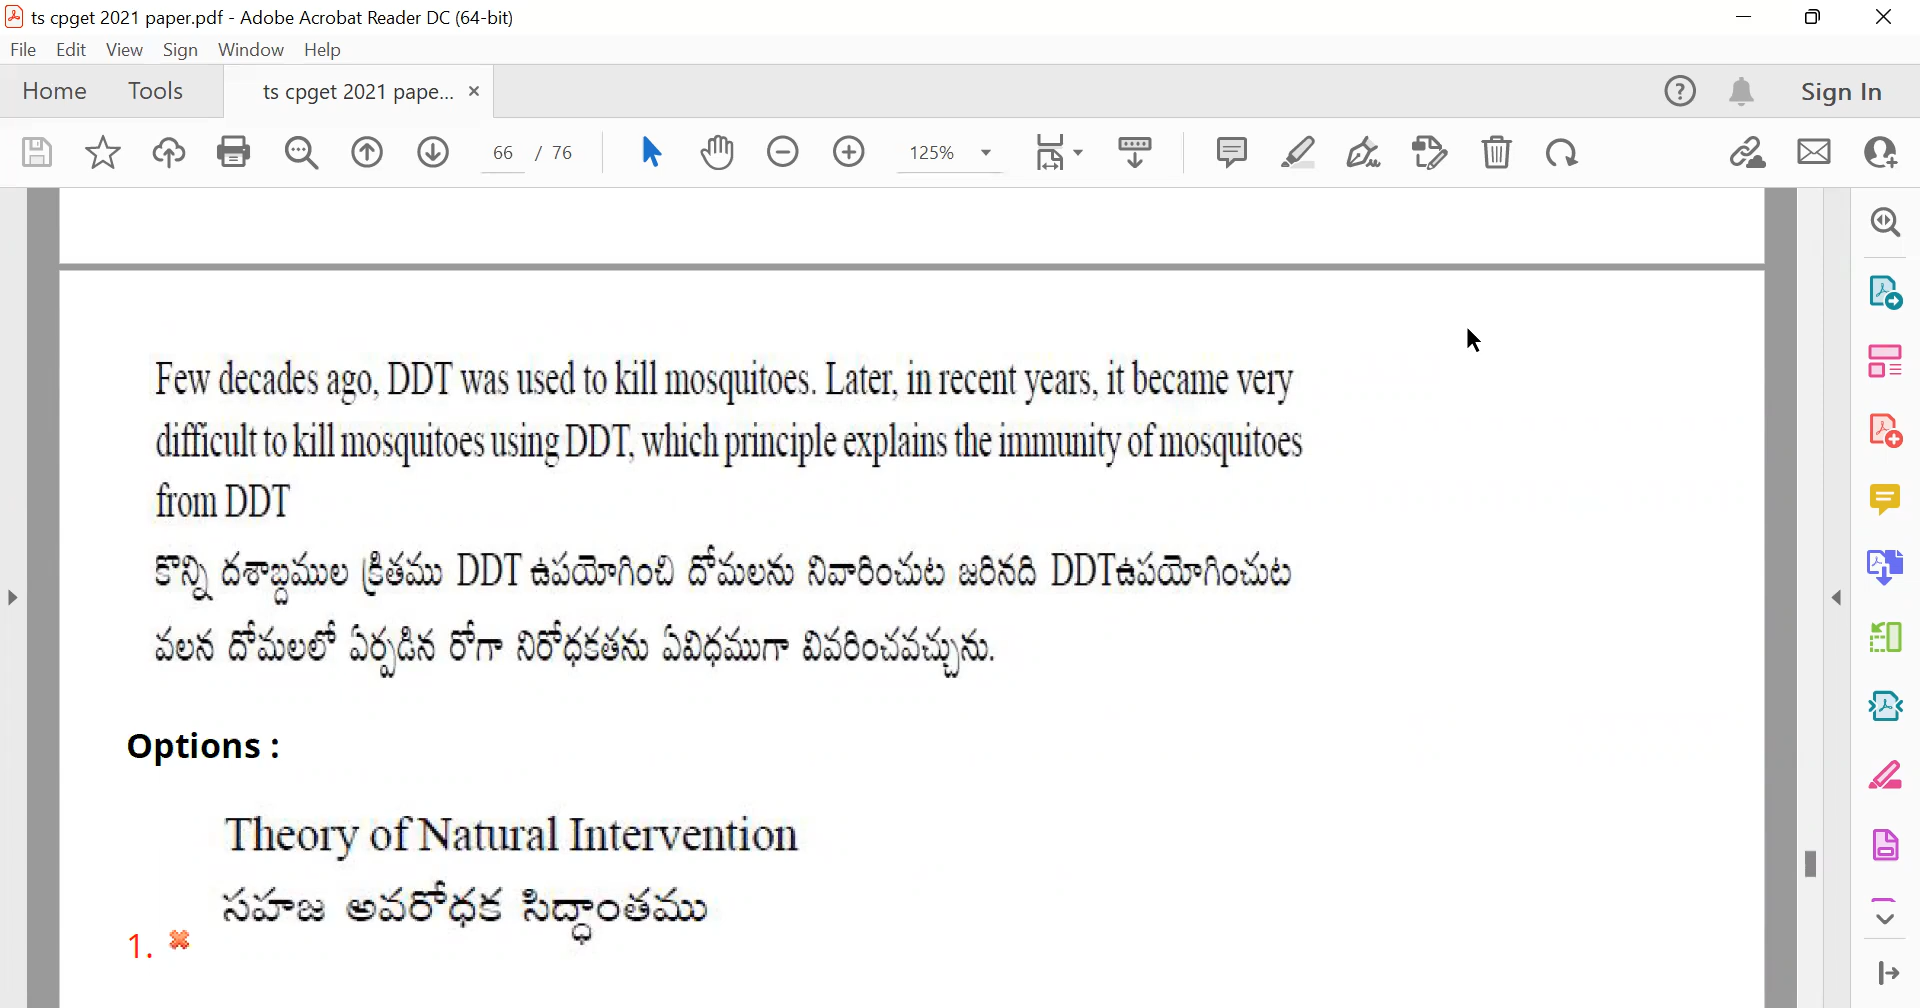 ts cpget 2021 paper.pdf - Adobe Acrobat Reader DC (64-bit)
File Edit View Sign Window Help
Home Tools ts cpget 2021 pape... × Sign In
66 / 76 125%
Few decades ago, DDT was used to kill mosquitoes. Later, in recent years, it became very
difficult to kill mosquitoes using DDT, which principle explains the immunity of mosquitoes
from DDT
కొన్ని దశాబ్దముల క్రితము DDT ఉపయోగించి దోమలను నివారించుట జరినది DDTఉపయోగించుట
వలన దోమలలో ఏర్పడిన రోగా నిరోధకతను ఏవిధముగా వివరించవచ్చును.
Options :
Theory of Natural Intervention
సహజ అవరోధక సిద్ధాంతము
1.